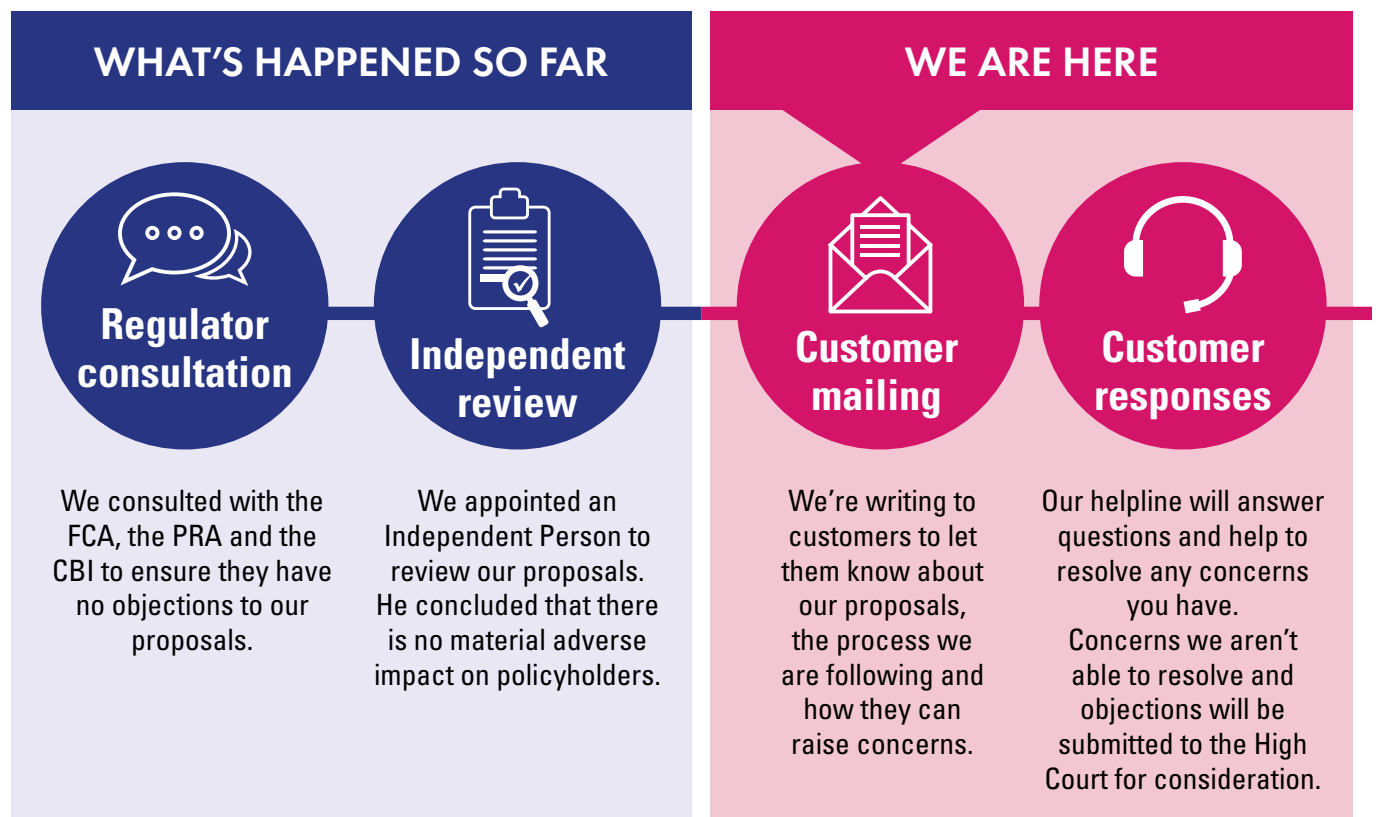 WHAT'S HAPPENED SO FAR
Regulator
consultation
We consulted with the
FCA, the PRA and the
CBI to ensure they have
no objections to our
proposals.
Independent
review
We appointed an
Independent Person to
review our proposals.
He concluded that there
is no material adverse
impact on policyholders.
WE ARE HERE
Customer
mailing
We're writing to
customers to let
them know about
our proposals,
the process we
are following and
how they can
raise concerns.
Customer
responses
Our helpline will answer
questions and help to
resolve any concerns
you have.
Concerns we aren't
able to resolve and
objections will be
submitted to the High
Court for consideration.